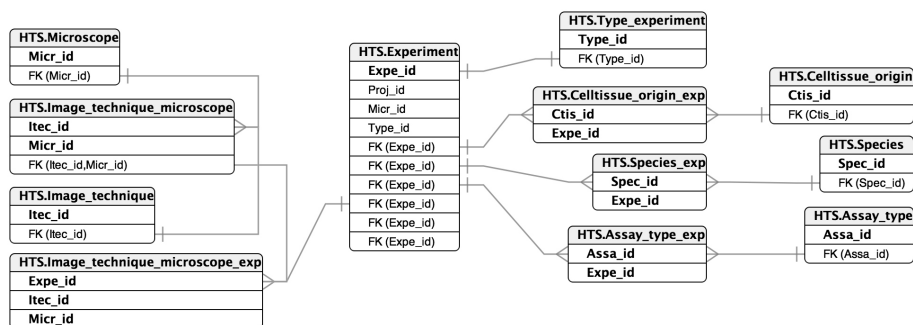 HTS.Microscope
Micr_id
FK (Micr_id)
HTS.Image_technique_microscope
Itec_id
Micr_id
FK (Itec_id,Micr_id)
HTS.Image_technique
Itec_id
FK (Itec_id)
HTS.Image_technique_microscope_exp
Expe_id
Itec_id
Micr_id
HTS.Experiment
Expe_id
Proj_id
Micr_id
Type_id
FK (Expe_id)
FK (Expe_id)
FK (Expe_id)
FK (Expe_id)
FK (Expe_id)
FK (Expe_id)
HTS.Type_experiment
Type_id
FK (Type_id)
HTS.Celltissue_origin_exp
Ctis_id
Expe_id
HTS.Species_exp
Spec_id
Expe_id
HTS.Assay_type_exp
Assa_id
Expe_id
HTS.Celltissue_origin
Ctis_id
FK (Ctis_id)
HTS.Species
Spec_id
FK (Spec_id)
HTS.Assay_type
Assa_id
FK (Assa_id)